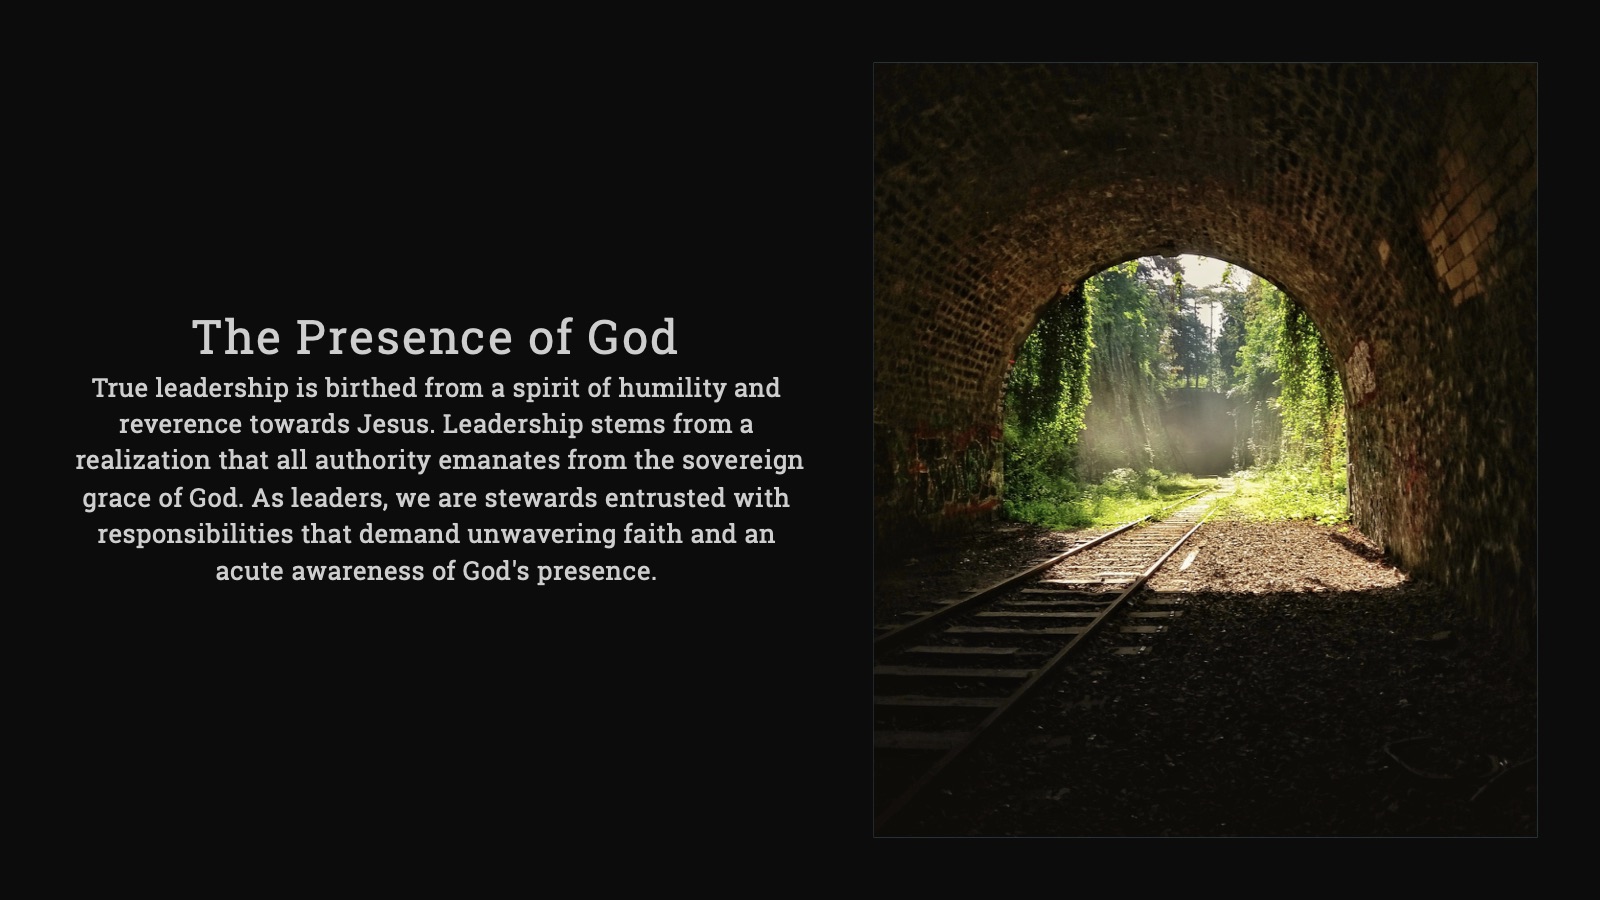 The Presence of God
True leadership is birthed from a spirit of humility and
reverence towards Jesus. Leadership stems from a
realization that all authority emanates from the sovereign
grace of God. As leaders, we are stewards entrusted with
responsibilities that demand unwavering faith and an
acute awareness of God's presence.